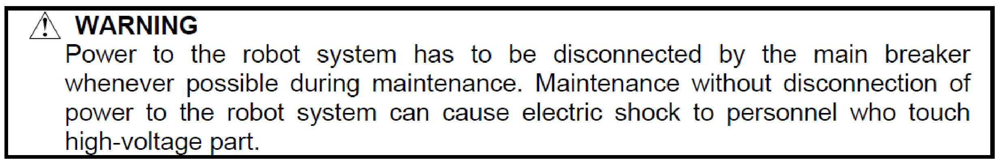 WARNING
Power to the robot system has to be disconnected by the main breaker
whenever possible during maintenance. Maintenance without disconnection of
power to the robot system can cause electric shock to personnel who touch
high-voltage part.